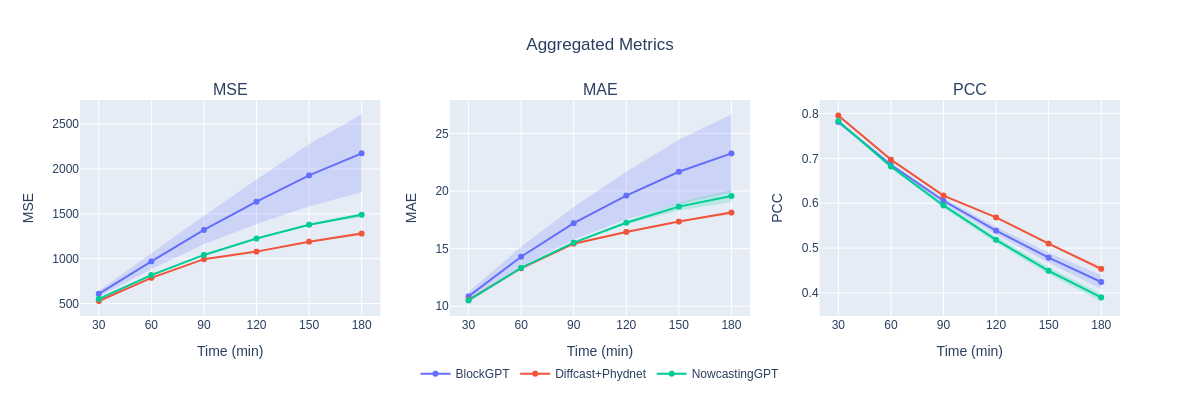 Aggregated Metrics
MSE
MAE
PCC
MSE
2500
2000
1500
1000
500
30 60 90 120 150 180
Time (min)
MAE
25
20
15
10
30 60 90 120 150 180
Time (min)
PCC
0.8
0.7
0.6
0.5
0.4
30 60 90 120 150 180
Time (min)
BlockGPT Diffcast+Phydnet NowcastingGPT